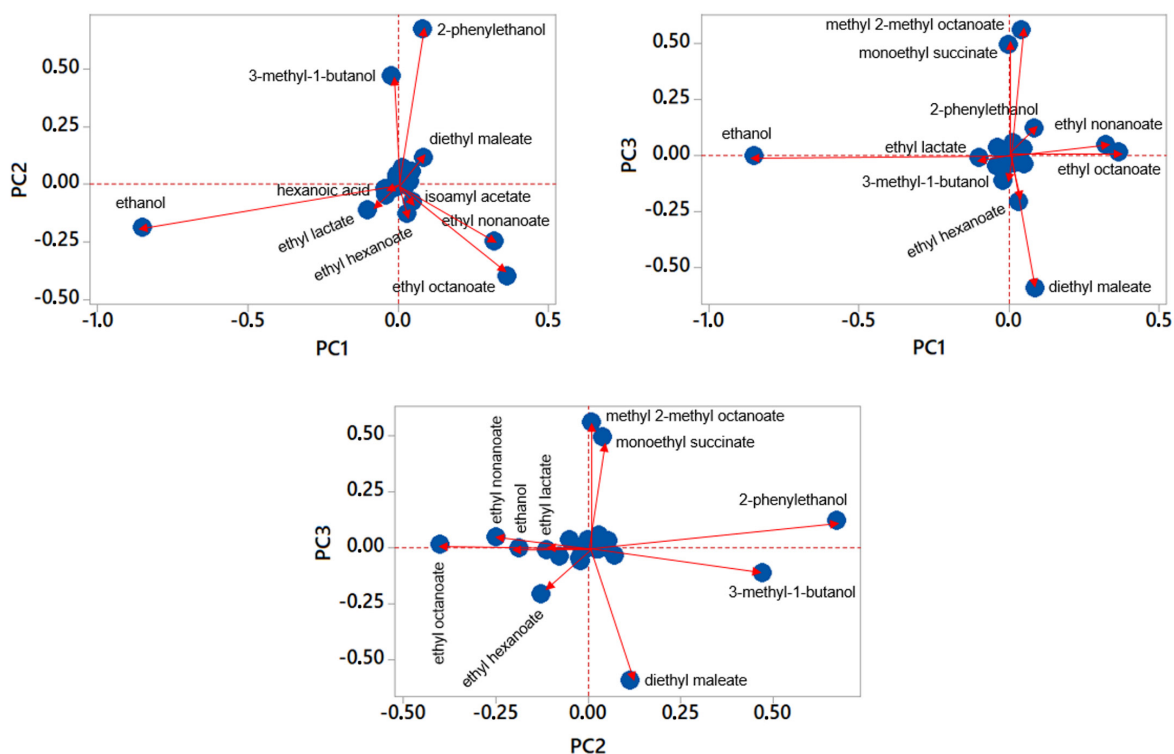 2-phenylethanol
0.50
3-methyl-1-butanol
0.25
diethyl maleate
PC2
0.00
hexanoic acid
isoamyl acetate
ethanol
ethyl lactate
ethyl hexanoate
ethyl nonanoate
-0.25
ethyl octanoate
-0.50
-1.0
-0.5
0.0
0.5
PC1
methyl 2-methyl octanoate
0.50
monoethyl succinate
0.25
2-phenylethanol
ethyl nonanoate
ethanol
PC3
0.00
ethyl lactate
ethyl octanoate
3-methyl-1-butanol
-0.25
ethyl hexanoate
-0.50
diethyl maleate
-1.0
-0.5
0.0
0.5
PC1
methyl 2-methyl octanoate
0.50
monoethyl succinate
ethyl nonanoate
ethanol
ethyl lactate
0.25
2-phenylethanol
PC3
0.00
3-methyl-1-butanol
-0.25
ethyl octanoate
ethyl hexanoate
-0.50
diethyl maleate
-0.50
-0.25
0.00
0.25
0.50
PC2